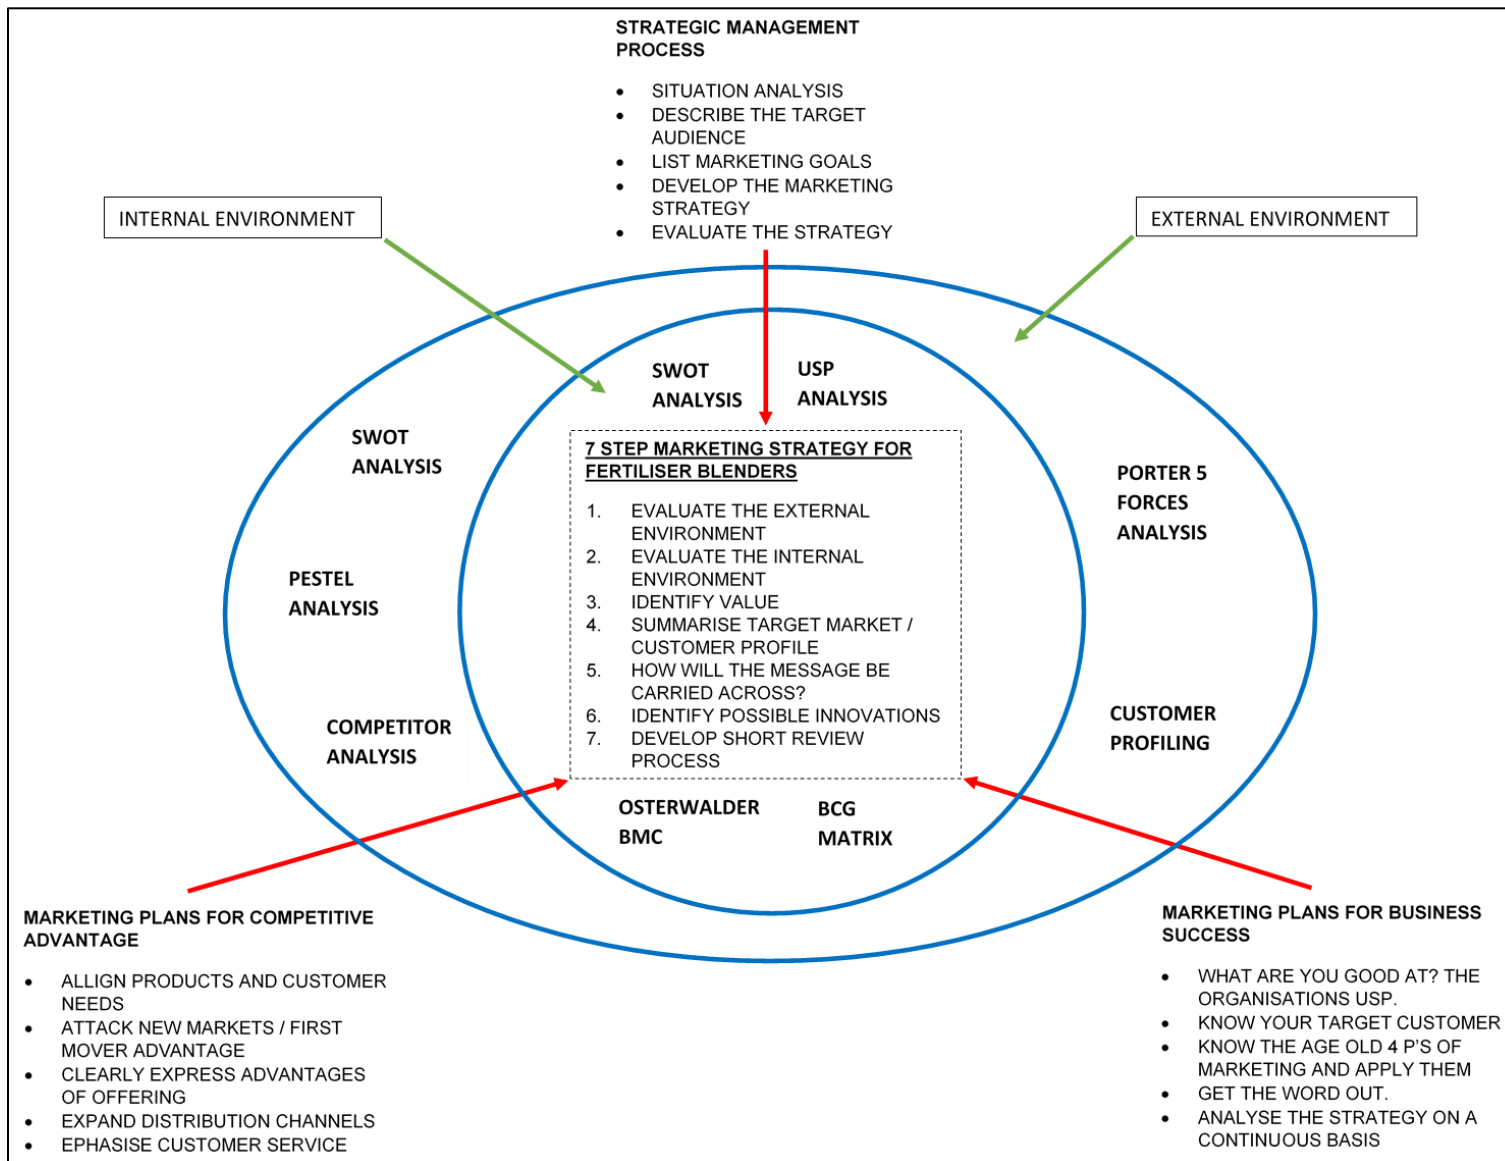 STRATEGIC MANAGEMENT
PROCESS
• SITUATION ANALYSIS
• DESCRIBE THE TARGET
AUDIENCE
• LIST MARKETING GOALS
• DEVELOP THE MARKETING
STRATEGY
• EVALUATE THE STRATEGY
INTERNAL ENVIRONMENT
EXTERNAL ENVIRONMENT
SWOT
ANALYSIS
USP
ANALYSIS
SWOT
ANALYSIS
PESTEL
ANALYSIS
COMPETITOR
ANALYSIS
7 STEP MARKETING STRATEGY FOR
FERTILISER BLENDERS
1. EVALUATE THE EXTERNAL
ENVIRONMENT
2. EVALUATE THE INTERNAL
ENVIRONMENT
3. IDENTIFY VALUE
4. SUMMARISE TARGET MARKET /
CUSTOMER PROFILE
5. HOW WILL THE MESSAGE BE
CARRIED ACROSS?
6. IDENTIFY POSSIBLE INNOVATIONS
7. DEVELOP SHORT REVIEW
PROCESS
PORTER 5
FORCES
ANALYSIS
CUSTOMER
PROFILING
OSTERWALDER
BMC
BCG
MATRIX
MARKETING PLANS FOR COMPETITIVE
ADVANTAGE
• ALLIGN PRODUCTS AND CUSTOMER
NEEDS
• ATTACK NEW MARKETS / FIRST
MOVER ADVANTAGE
• CLEARLY EXPRESS ADVANTAGES
OF OFFERING
• EXPAND DISTRIBUTION CHANNELS
• EPHASISE CUSTOMER SERVICE
MARKETING PLANS FOR BUSINESS
SUCCESS
• WHAT ARE YOU GOOD AT? THE
ORGANISATIONS USP.
• KNOW YOUR TARGET CUSTOMER
• KNOW THE AGE OLD 4 P'S OF
MARKETING AND APPLY THEM
• GET THE WORD OUT.
• ANALYSE THE STRATEGY ON A
CONTINUOUS BASIS